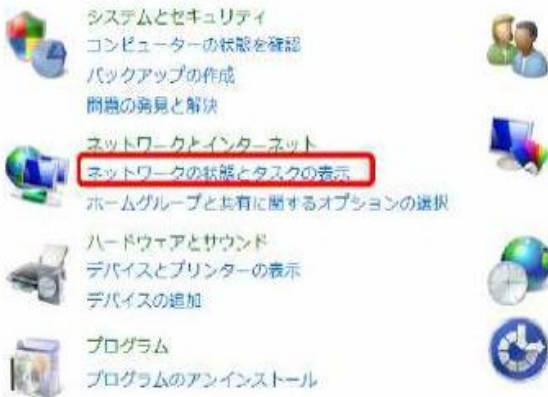 システムとセキュリティ
コンピューターの状態を確認
バックアップの作成
問題の発見と解決
ネットワークとインターネット
ネットワークの状態とタスクの表示
ホームグループと共有に関するオプションの選択
ハードウェアとサウンド
デバイスとプリンターの表示
デバイスの追加
プログラム
プログラムのアンインストール